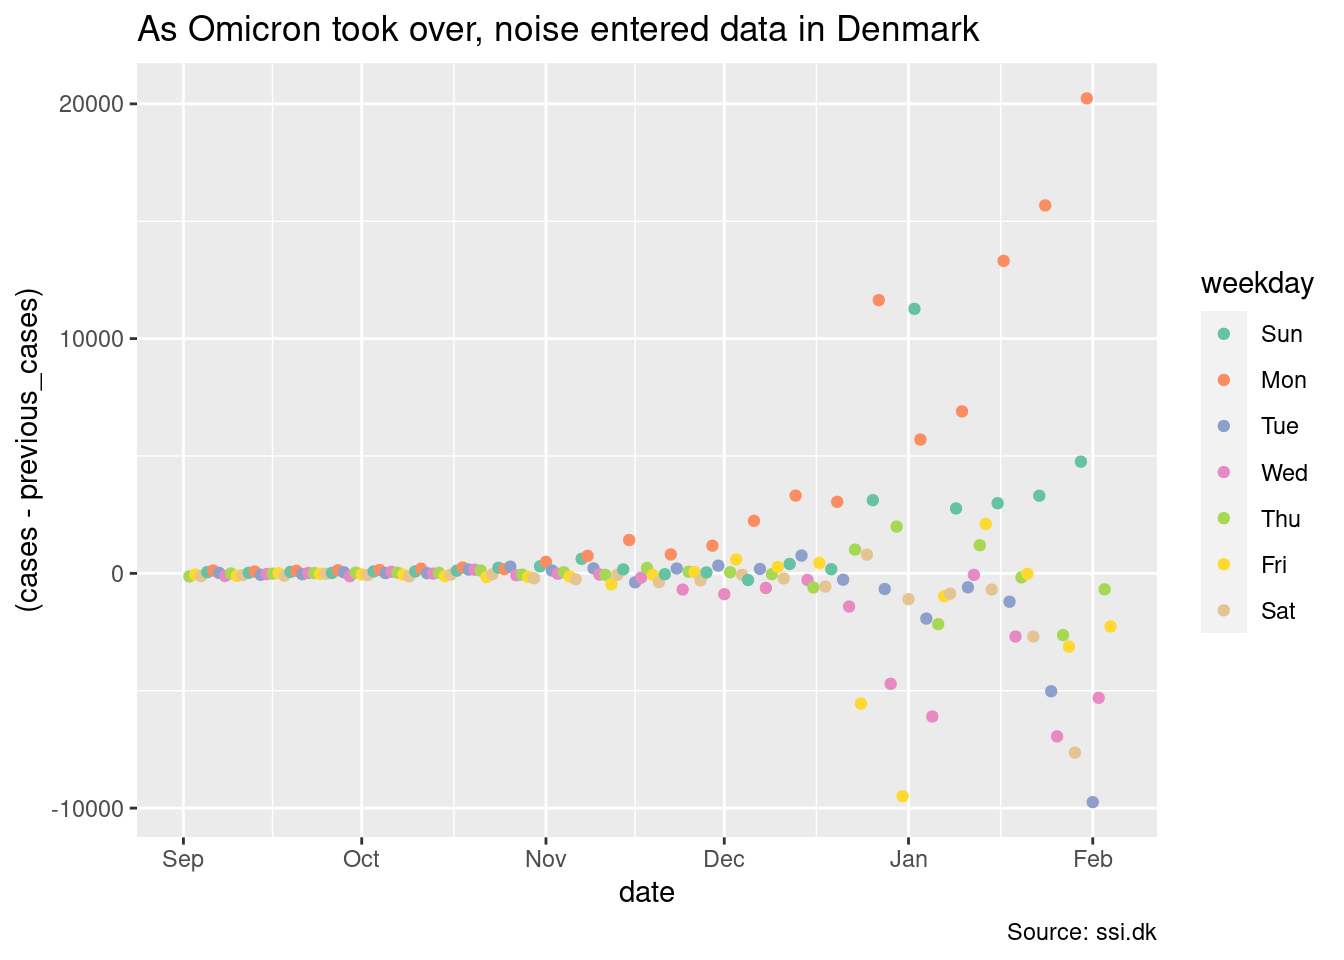 As Omicron took over, noise entered data in Denmark
(cases - previous_cases)
20000
10000
0
-10000
Sep
Oct
Nov
Dec
Jan
Feb
date
weekday
Sun
Mon
Tue
Wed
Thu
Fri
Sat
Source: ssi.dk